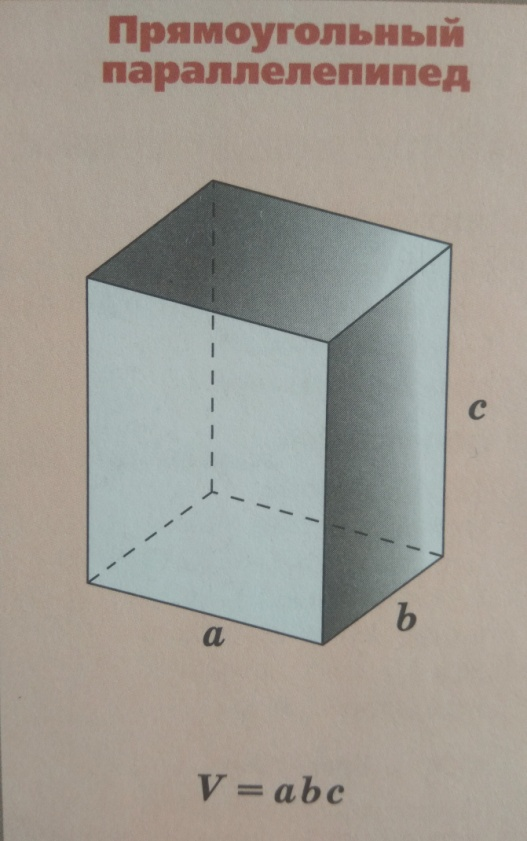 Прямоугольный
параллелепипед
c
b
a
V = abc